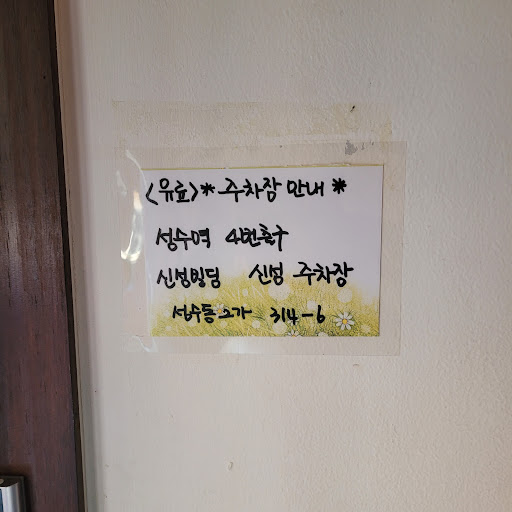 <유료>* 주차장 안내 *
성수역 4번출구
신성빌딩 신성 주차장
성수동 2가 314-6